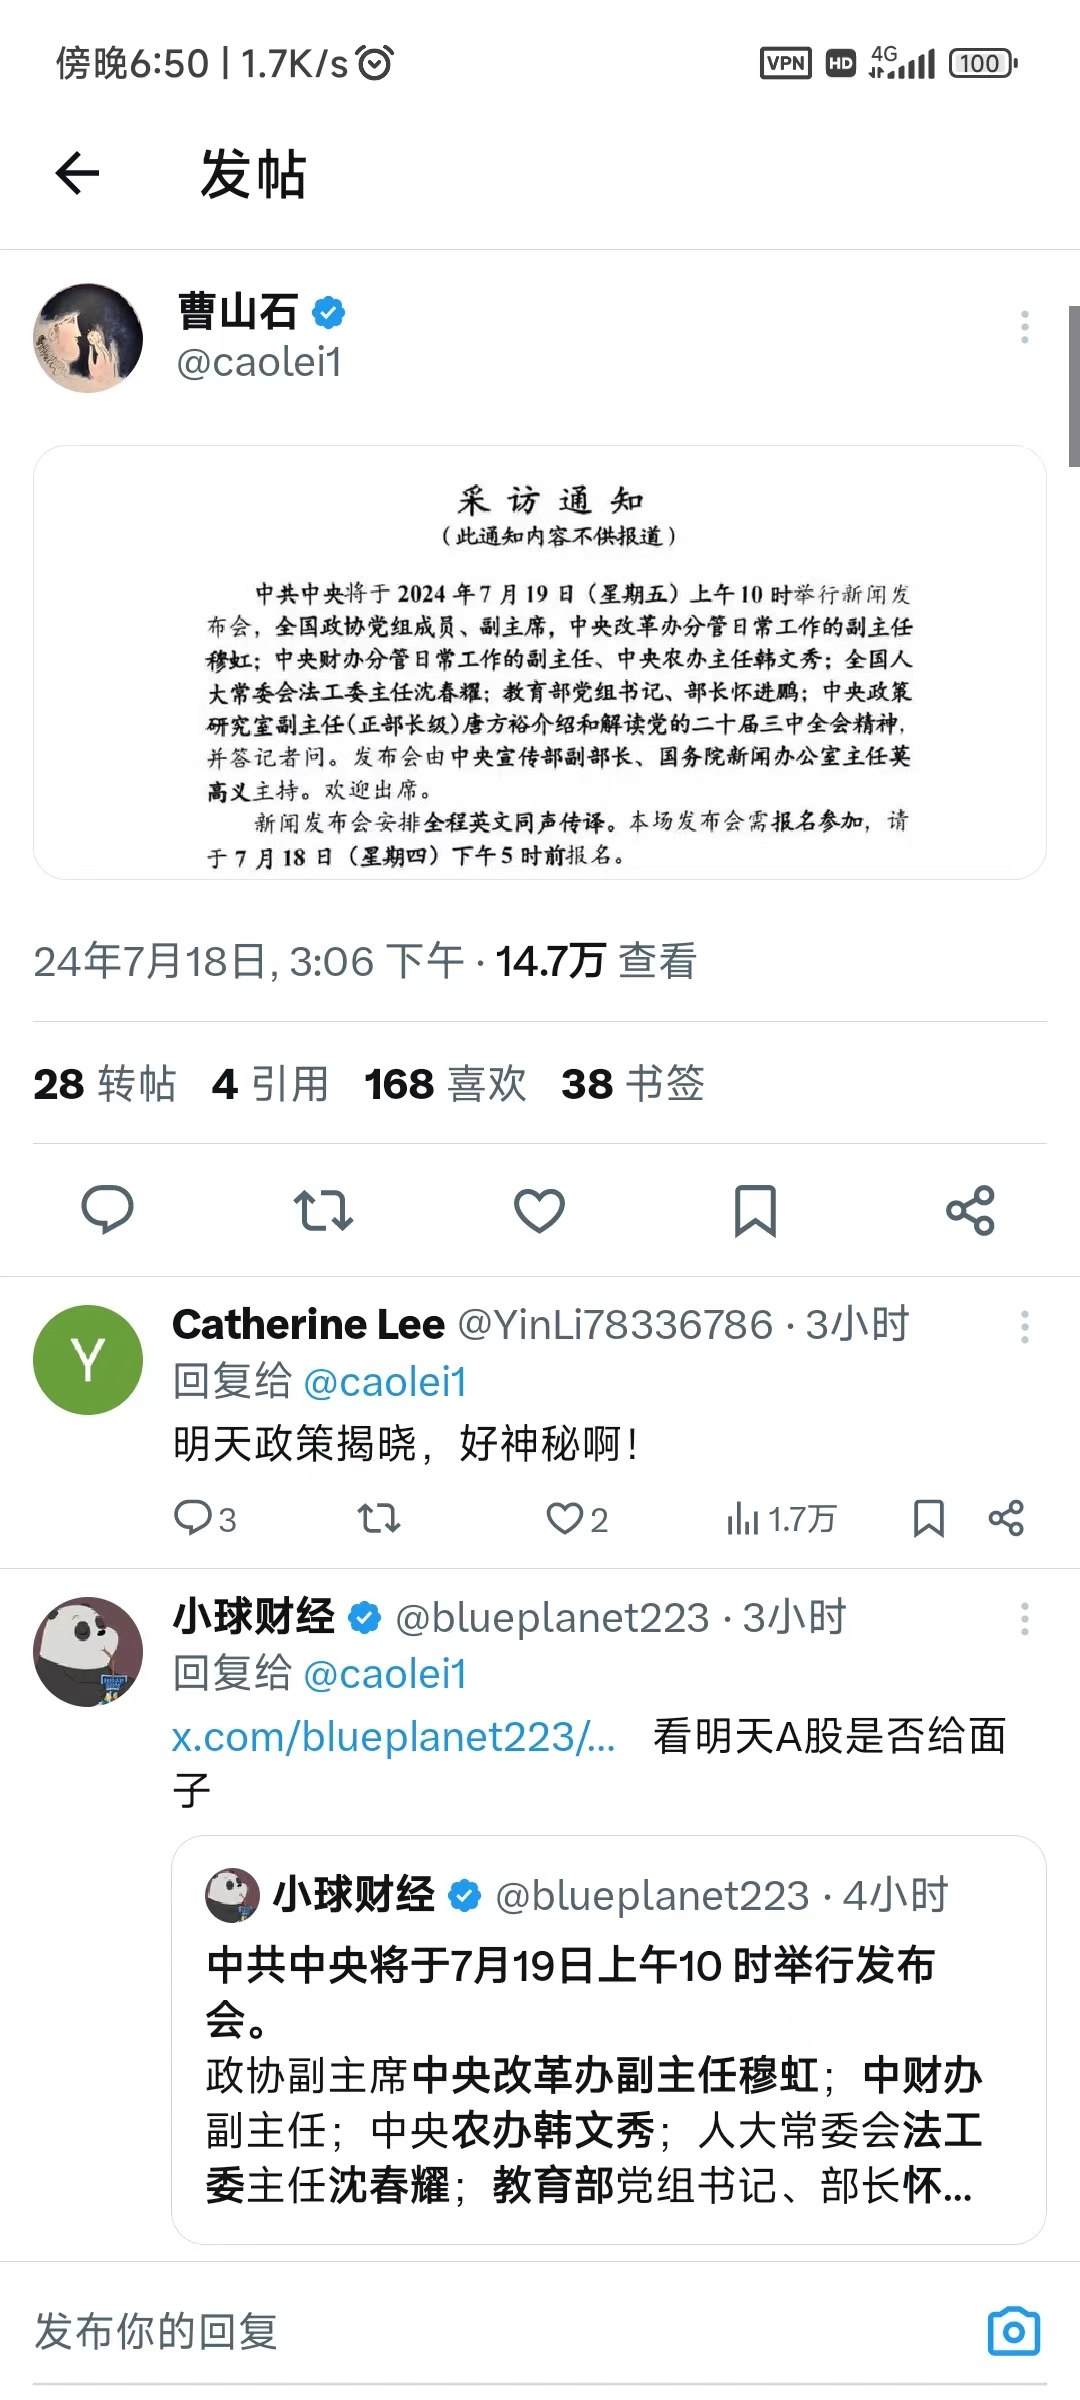 傍晚6:50 | 1.7K/s
VPN HD 4G 100
发帖
曹山石
@caolei1
采访通知
（此通知内容不供报道）
中共中央将于 2024 年 7 月 19 日（星期五）上午 10 时举行新闻发
布会，全国政协党组成员、副主席，中央改革办分管日常工作的副主任
穆虹；中央财办分管日常工作的副主任、中央农办主任韩文秀；全国人
大常委会法工委主任沈春耀；教育部党组书记、部长怀进鹏；中央政策
研究室副主任（正部长级）唐方裕介绍和解读党的二十届三中全会精神，
并答记者问。发布会由中央宣传部副部长、国务院新闻办公室主任莫
高义主持。欢迎出席。
新闻发布会安排全程英文同声传译。本场发布会需报名参加，请
于 7 月 18 日（星期四）下午 5 时前报名。
24年7月18日, 3:06 下午 · 14.7万 查看
28 转帖 4 引用 168 喜欢 38 书签
Catherine Lee @YinLi78336786 · 3小时
Y
回复给 @caolei1
明天政策揭晓，好神秘啊！
3 2 1.7万
小球财经 @blueplanet223 · 3小时
回复给 @caolei1
x.com/blueplanet223/... 看明天A股是否给面
子
小球财经 @blueplanet223 · 4小时
中共中央将于7月19日上午10 时举行发布
会。
政协副主席中央改革办副主任穆虹；中财办
副主任；中央农办韩文秀；人大常委会法工
委主任沈春耀；教育部党组书记、部长怀...
发布你的回复